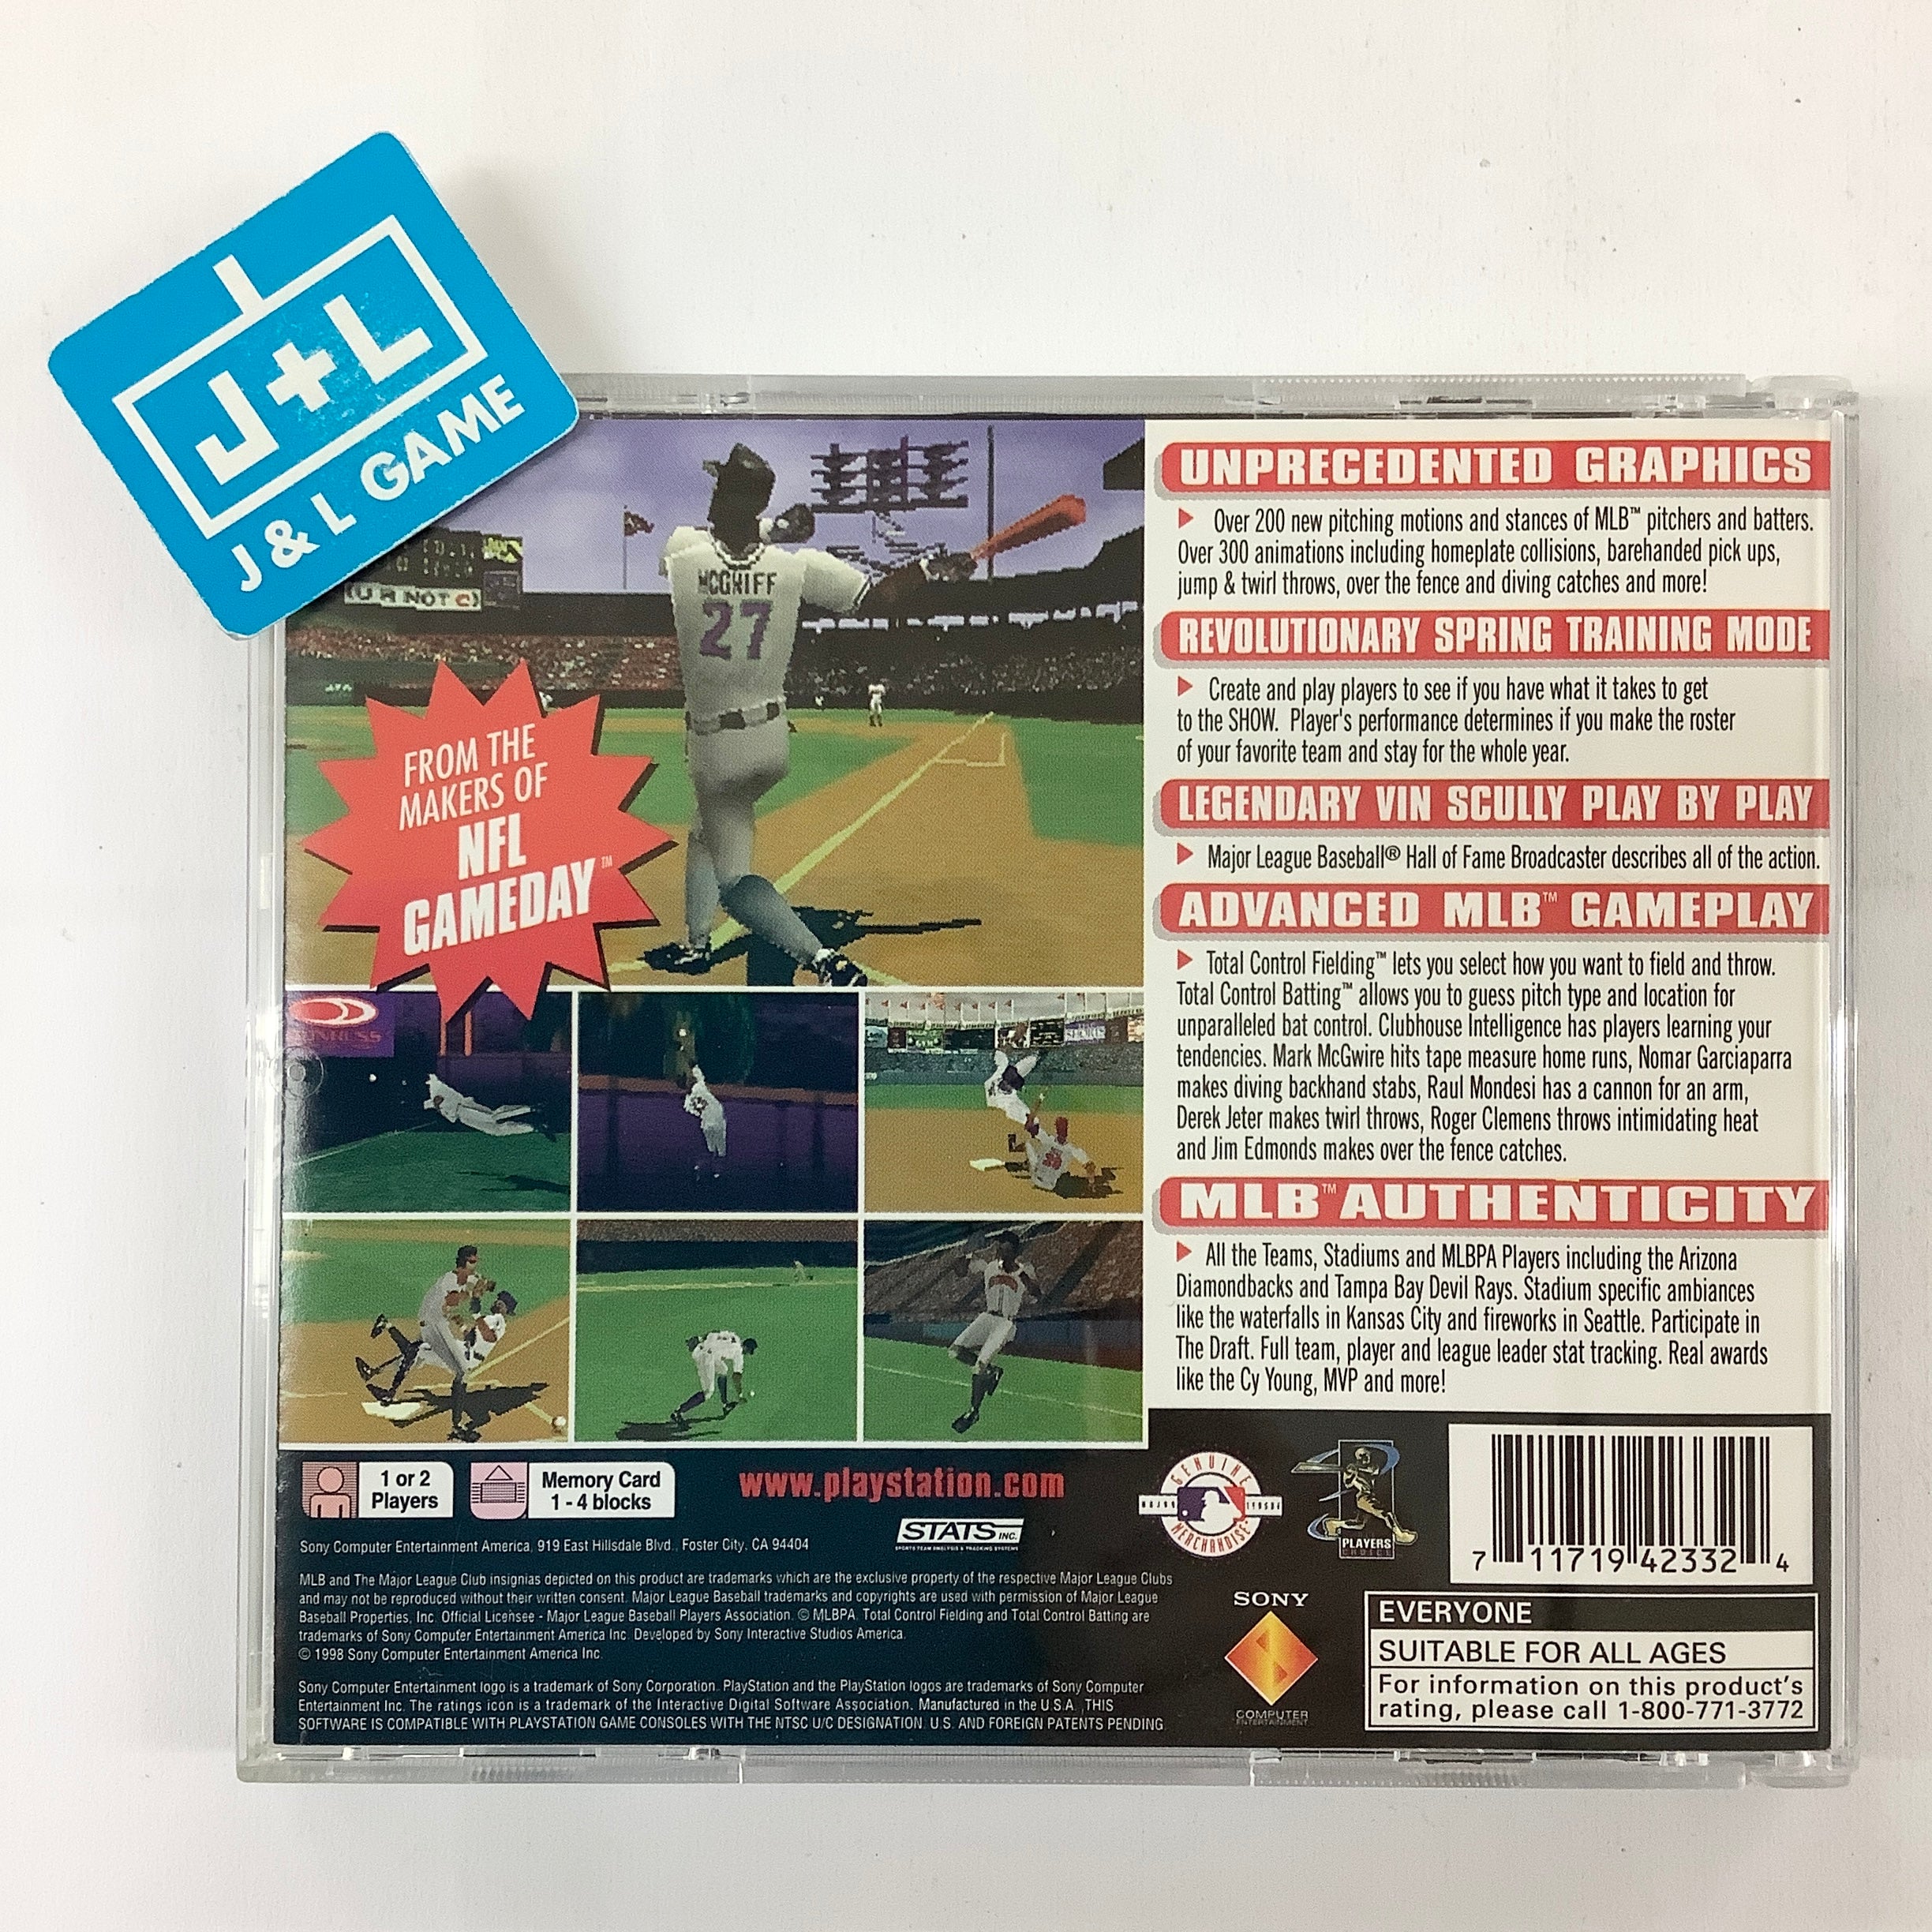 J+L
J & L GAME
(U R NOT C)
MCGRIFF
27
FROM THE
MAKERS OF
NFL
GAMEDAY™
UNPRECEDENTED GRAPHICS
Over 200 new pitching motions and stances of MLB™ pitchers and batters.
Over 300 animations including homeplate collisions, barehanded pick ups,
jump & twirl throws, over the fence and diving catches and more!
REVOLUTIONARY SPRING TRAINING MODE
Create and play players to see if you have what it takes to get
to the SHOW. Player's performance determines if you make the roster
of your favorite team and stay for the whole year.
LEGENDARY VIN SCULLY PLAY BY PLAY
Major League Baseball® Hall of Fame Broadcaster describes all of the action.
ADVANCED MLB™ GAMEPLAY
Total Control Fielding™ lets you select how you want to field and throw.
Total Control Batting™ allows you to guess pitch type and location for
unparalleled bat control. Clubhouse Intelligence has players learning your
tendencies. Mark McGwire hits tape measure home runs, Nomar Garciaparra
makes diving backhand stabs, Raul Mondesi has a cannon for an arm,
Derek Jeter makes twirl throws, Roger Clemens throws intimidating heat
and Jim Edmonds makes over the fence catches.
MLB™ AUTHENTICITY
All the Teams, Stadiums and MLBPA Players including the Arizona
Diamondbacks and Tampa Bay Devil Rays. Stadium specific ambiances
like the waterfalls in Kansas City and fireworks in Seattle. Participate in
The Draft. Full team, player and league leader stat tracking. Real awards
like the Cy Young, MVP and more!
1 or 2
Players
Memory Card
1 - 4 blocks
www.playstation.com
STATS INC.
SPORTS TEAM ANALYSIS & TRACKING SYSTEMS
Sony Computer Entertainment America, 919 East Hillsdale Blvd., Foster City, CA 94404
MLB and The Major League Club insignias depicted on this product are trademarks which are the exclusive property of the respective Major League Clubs
and may not be reproduced without their written consent. Major League Baseball trademarks and copyrights are used with permission of Major League
Baseball Properties, Inc. Official Licensee - Major League Baseball Players Association. © MLBPA. Total Control Fielding and Total Control Batting are
trademarks of Sony Computer Entertainment America Inc. Developed by Sony Interactive Studios America.
© 1998 Sony Computer Entertainment America Inc.
Sony Computer Entertainment logo is a trademark of Sony Corporation. PlayStation and the PlayStation logos are trademarks of Sony Computer
Entertainment Inc. The ratings icon is a trademark of the Interactive Digital Software Association. Manufactured in the U.S.A. THIS
SOFTWARE IS COMPATIBLE WITH PLAYSTATION GAME CONSOLES WITH THE NTSC U/C DESIGNATION. U.S. AND FOREIGN PATENTS PENDING.
GENUINE
MERCHANDISE
PLAYERS
CHOICE
7 11719 42332 4
SONY
COMPUTER
ENTERTAINMENT
EVERYONE
SUITABLE FOR ALL AGES
For information on this product's
rating, please call 1-800-771-3772